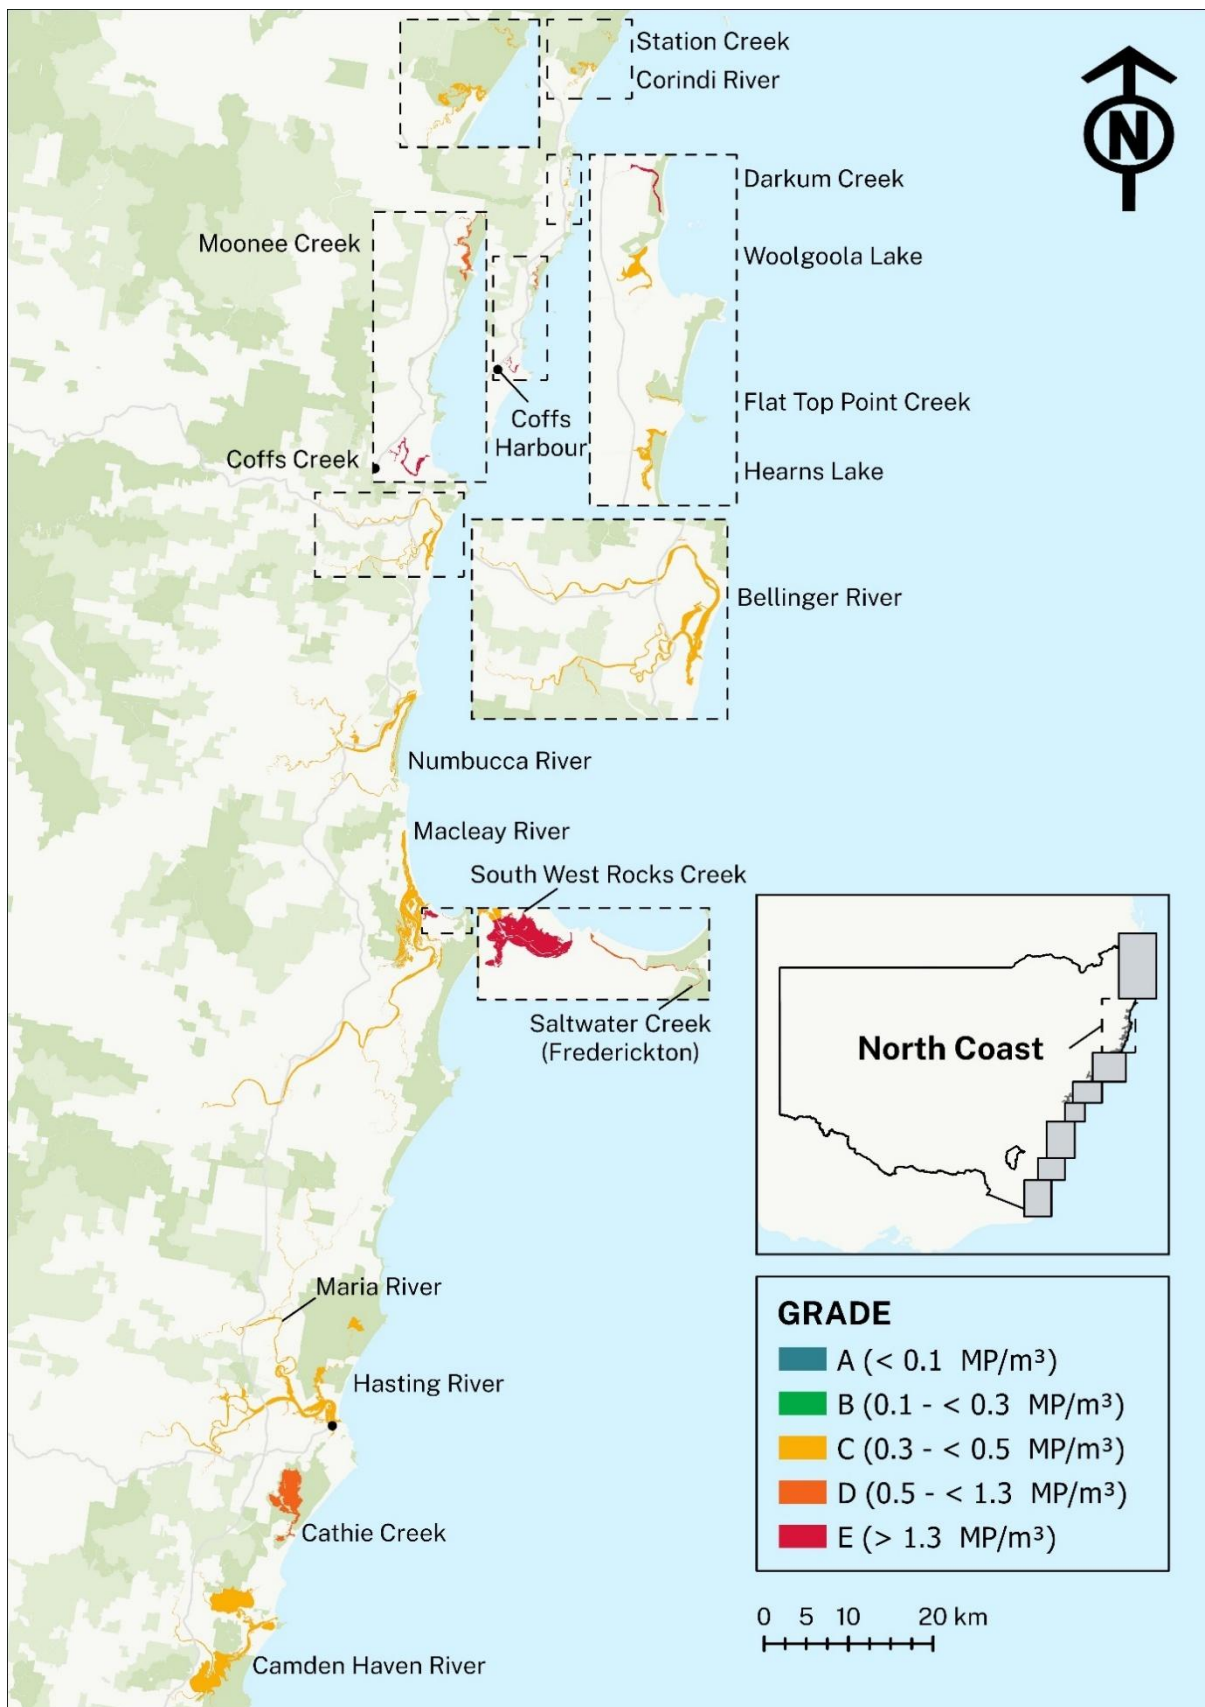 Station Creek
Corindi River
N
Darkum Creek
Moonee Creek
Woolgoola Lake
Flat Top Point Creek
Coffs
Harbour
Coffs Creek
Hearns Lake
Bellinger River
Numbucca River
Macleay River
South West Rocks Creek
Saltwater Creek
(Frederickton)
North Coast
Maria River
Hasting River
Cathie Creek
Camden Haven River
GRADE
A (< 0.1 MP/m³)
B (0.1 - < 0.3 MP/m³)
C (0.3 - < 0.5 MP/m³)
D (0.5 - < 1.3 MP/m³)
E (> 1.3 MP/m³)
0 5 10 20 km